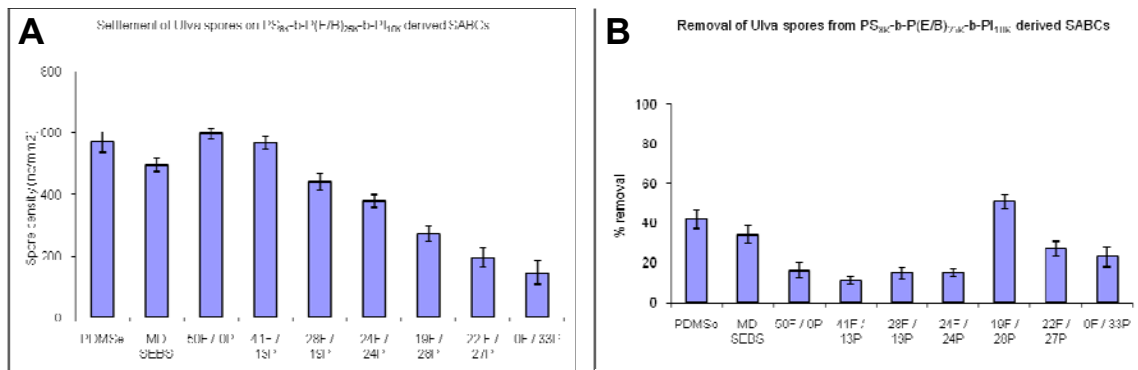 A
Settlement of Ulva spores on PS8K-b-P(E/B)25K-b-PI10K derived SABCs
Spore density (no/mm2)
800
600
400
200
0
PDMSe
MD SEBS
50F / 0P
41F / 13P
28F / 19P
24F / 24P
19F / 28P
22F / 27P
0F / 33P
B
Removal of Ulva spores from PS8K-b-P(E/B)25K-b-PI10K derived SABCs
% removal
100
80
60
40
20
0
PDMSe
MD SEBS
50F / 0P
41F / 13P
28F / 19P
24F / 24P
19F / 28P
22F / 27P
0F / 33P